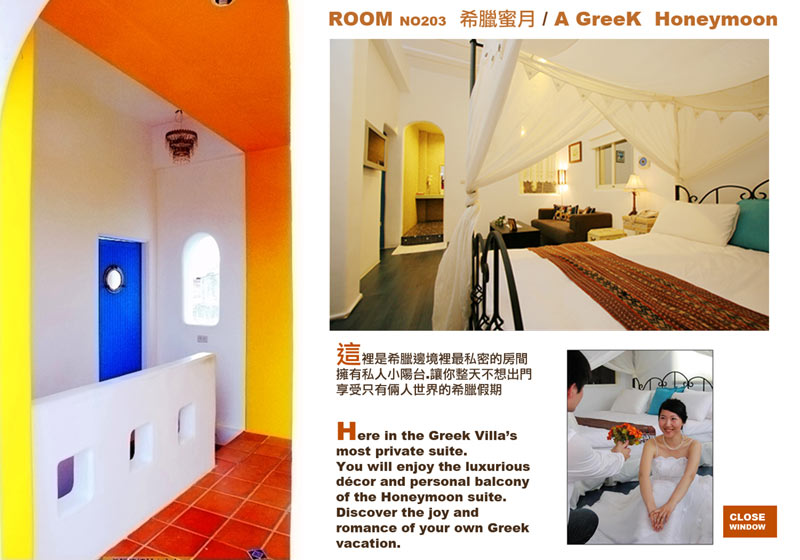 ROOM NO203 希臘蜜月 / A GreeK Honeymoon
這裡是希臘邊境裡最私密的房間
擁有私人小陽台.讓你整天不想出門
享受只有倆人世界的希臘假期
Here in the Greek Villa's
most private suite.
You will enjoy the luxurious
décor and personal balcony
of the Honeymoon suite.
Discover the joy and
romance of your own Greek
vacation.
CLOSE
WINDOW